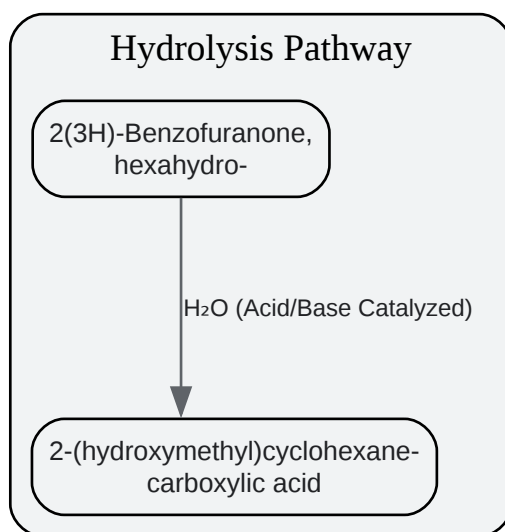 Hydrolysis Pathway
2(3H)-Benzofuranone,
hexahydro-
H₂O (Acid/Base Catalyzed)
2-(hydroxymethyl)cyclohexane-
carboxylic acid